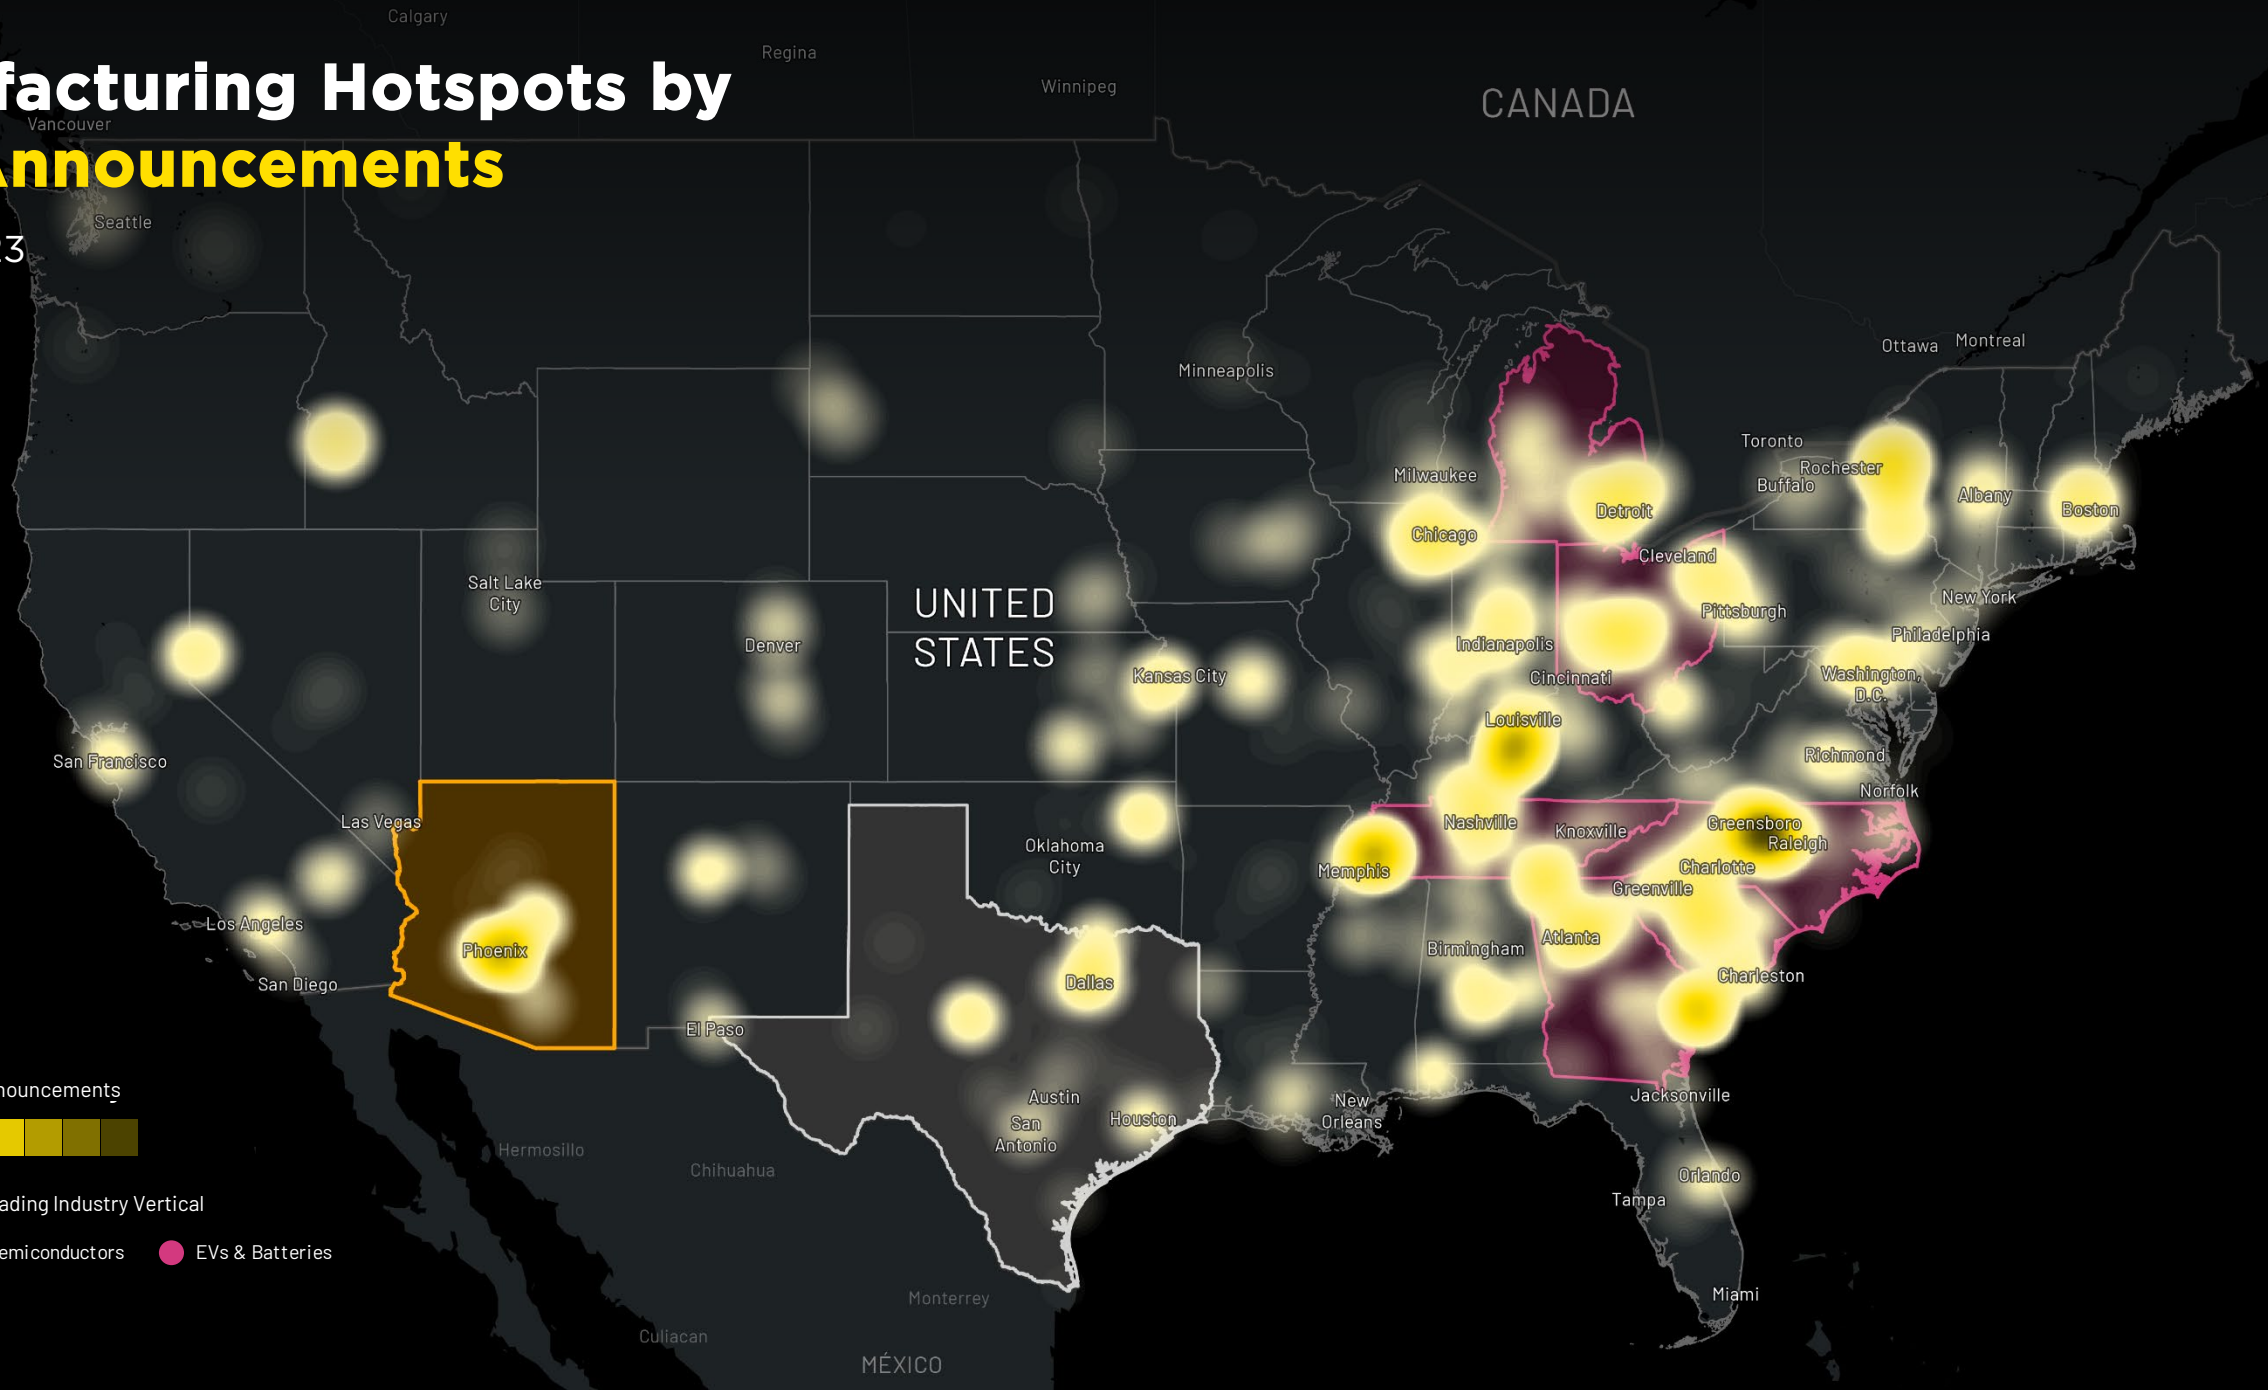 Calgary
Regina
Winnipeg
facturing Hotspots by
CANADA
Vancouver
Announcements
Seattle
23
Ottawa
Montreal
Minneapolis
Toronto
Rochester
Milwaukee
Buffalo
Albany
Boston
Detroit
Chicago
Cleveland
Salt Lake
City
UNITED
STATES
New York
Pittsburgh
Philadelphia
Denver
Indianapolis
Kansas City
Cincinnati
Washington,
D.C.
Louisville
San Francisco
Richmond
Norfolk
Las Vegas
Nashville
Knoxville
Greensboro
Raleigh
Oklahoma
City
Memphis
Charlotte
Greenville
Los Angeles
Phoenix
Atlanta
Birmingham
Dallas
Charleston
San Diego
El Paso
nouncements
Austin
Jacksonville
New
Orleans
Houston
San
Antonio
Hermosillo
Chihuahua
Orlando
Tampa
ading Industry Vertical
emiconductors
EVs & Batteries
Miami
Monterrey
Culiacan
MÉXICO